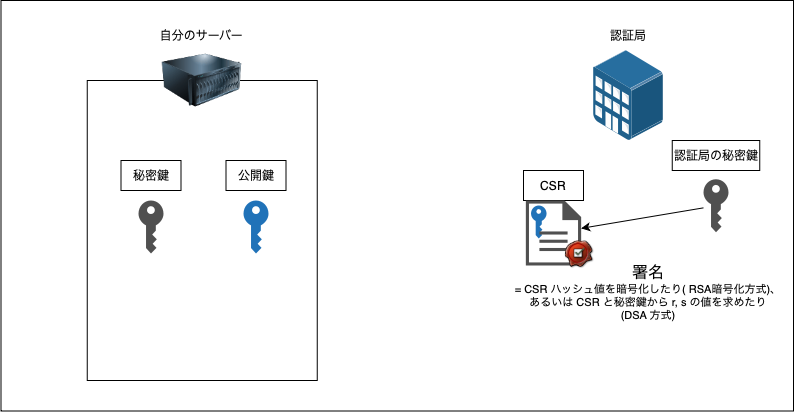 自分のサーバー
認証局
秘密鍵
公開鍵
認証局の秘密鍵
CSR
署名
= CSR ハッシュ値を暗号化したり( RSA暗号化方式)、
あるいは CSR と秘密鍵から r, s の値を求めたり
(DSA 方式)